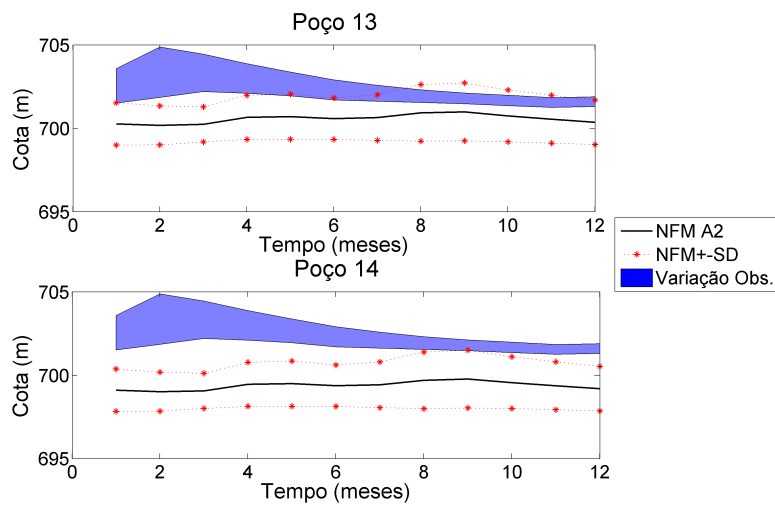 Poço 13
705
700
695
Cota (m)
0 2 4 6 8 10 12
Tempo (meses)
NFM A2
NFM+-SD
Variação Obs.
Poço 14
705
700
695
Cota (m)
0 2 4 6 8 10 12
Tempo (meses)